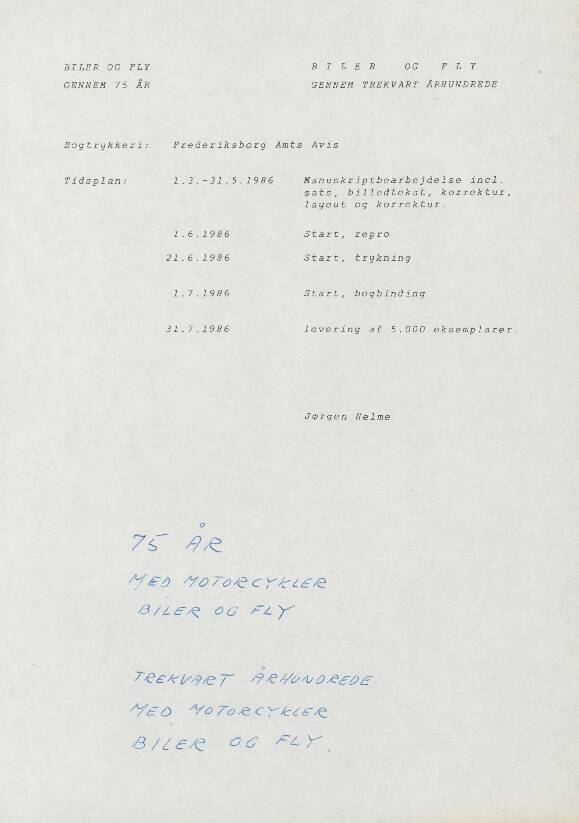 BILER OG FLY
GENNEM 75 ÅR
B I L E R  OG  F L Y
GENNEM TREKVART ÅRHUNDREDE
Bogtrykkeri: Frederiksborg Amts Avis
Tidsplan: 1.3.-31.5.1986 Manuskriptbearbejdelse incl.
sats, billedtekst, korrektur,
layout og korrektur.
1.6.1986 Start, repro
21.6.1986 Start, trykning
1.7.1986 Start, bogbinding
31.7.1986 levering af 5.000 eksemplarer.
Jørgen Helme
75 ÅR
MED MOTORCYKLER
BILER OG FLY
TREKVART ÅRHUNDREDE
MED MOTORCYKLER
BILER OG FLY.